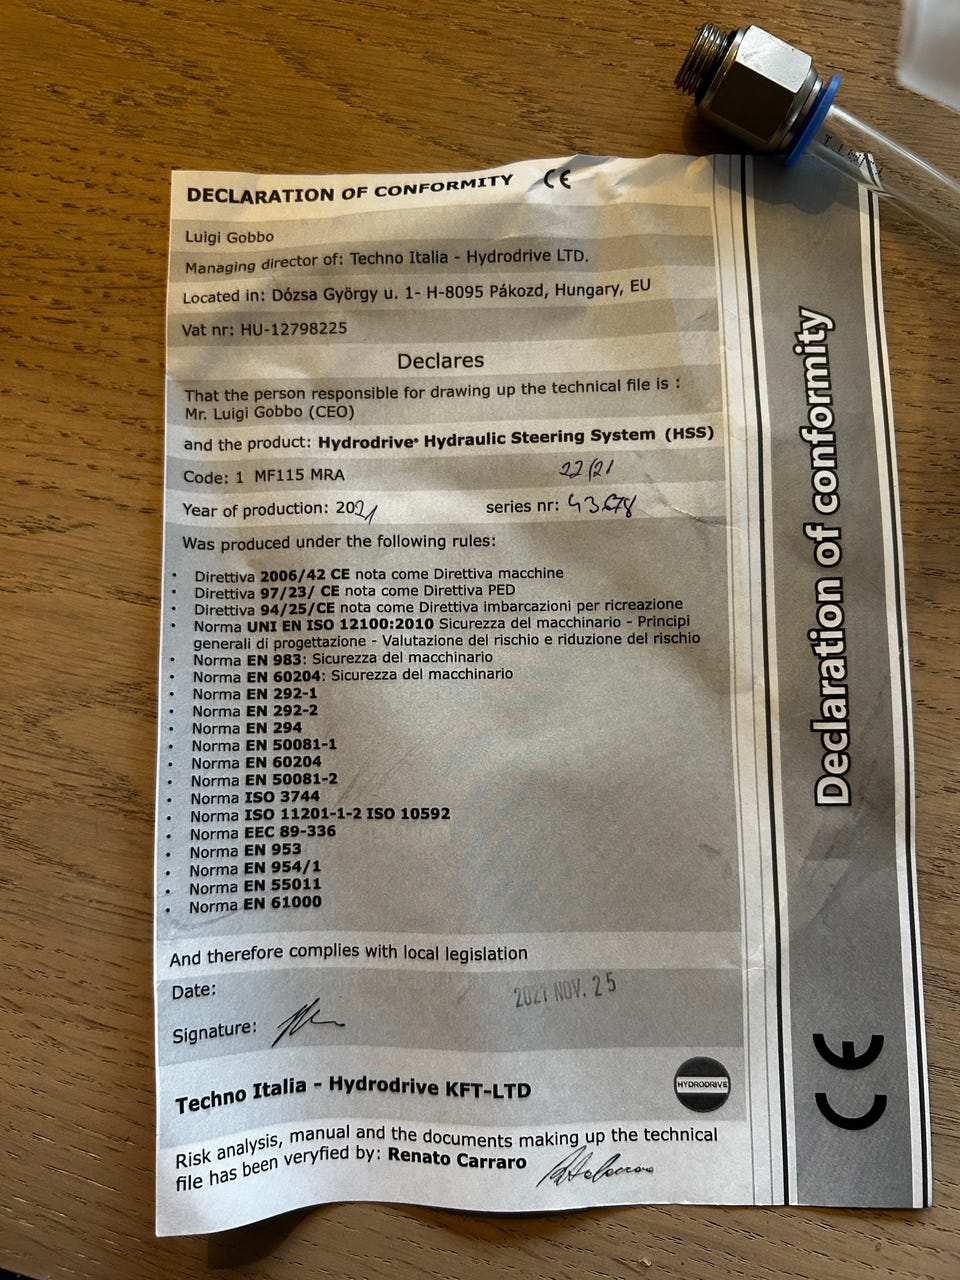 DECLARATION OF CONFORMITY CE
Luigi Gobbo
Managing director of: Techno Italia - Hydrodrive LTD.
Located in: Dózsa György u. 1- H-8095 Pákozd, Hungary, EU
Vat nr: HU-12798225
Declares
That the person responsible for drawing up the technical file is :
Mr. Luigi Gobbo (CEO)
and the product: Hydrodrive® Hydraulic Steering System (HSS)
Code: 1 MF115 MRA 22/21
Year of production: 2021 series nr:
Was produced under the following rules:
• Direttiva 2006/42 CE nota come Direttiva macchine
• Direttiva 97/23/ CE nota come Direttiva PED
• Direttiva 94/25/CE nota come Direttiva imbarcazioni per ricreazione
• Norma UNI EN ISO 12100:2010 Sicurezza del macchinario - Principi
generali di progettazione - Valutazione del rischio e riduzione del rischio
• Norma EN 983: Sicurezza del macchinario
• Norma EN 60204: Sicurezza del macchinario
• Norma EN 292-1
• Norma EN 292-2
• Norma EN 294
• Norma EN 50081-1
• Norma EN 60204
• Norma EN 50081-2
• Norma ISO 3744
• Norma ISO 11201-1-2 ISO 10592
• Norma EEC 89-336
• Norma EN 953
• Norma EN 954/1
• Norma EN 55011
• Norma EN 61000
And therefore complies with local legislation
Date: 2021 NOV. 25
Signature:
Techno Italia - Hydrodrive KFT-LTD
HYDRODRIVE
Risk analysis, manual and the documents making up the technical
file has been veryfied by: Renato Carraro
Declaration of conformity
CE